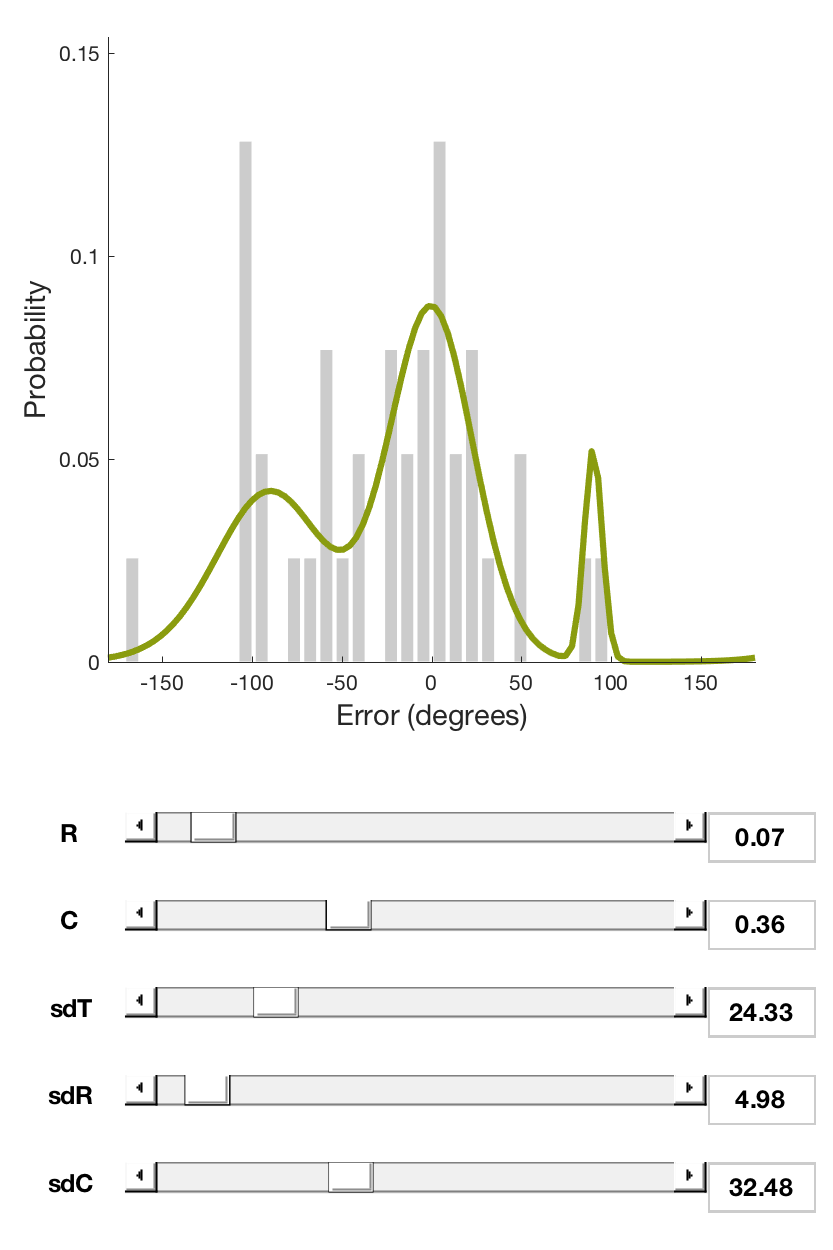 0.15
0.1
0.05
0
Probability
-150 -100 -50 0 50 100 150
Error (degrees)
R 0.07
C 0.36
sdT 24.33
sdR 4.98
sdC 32.48